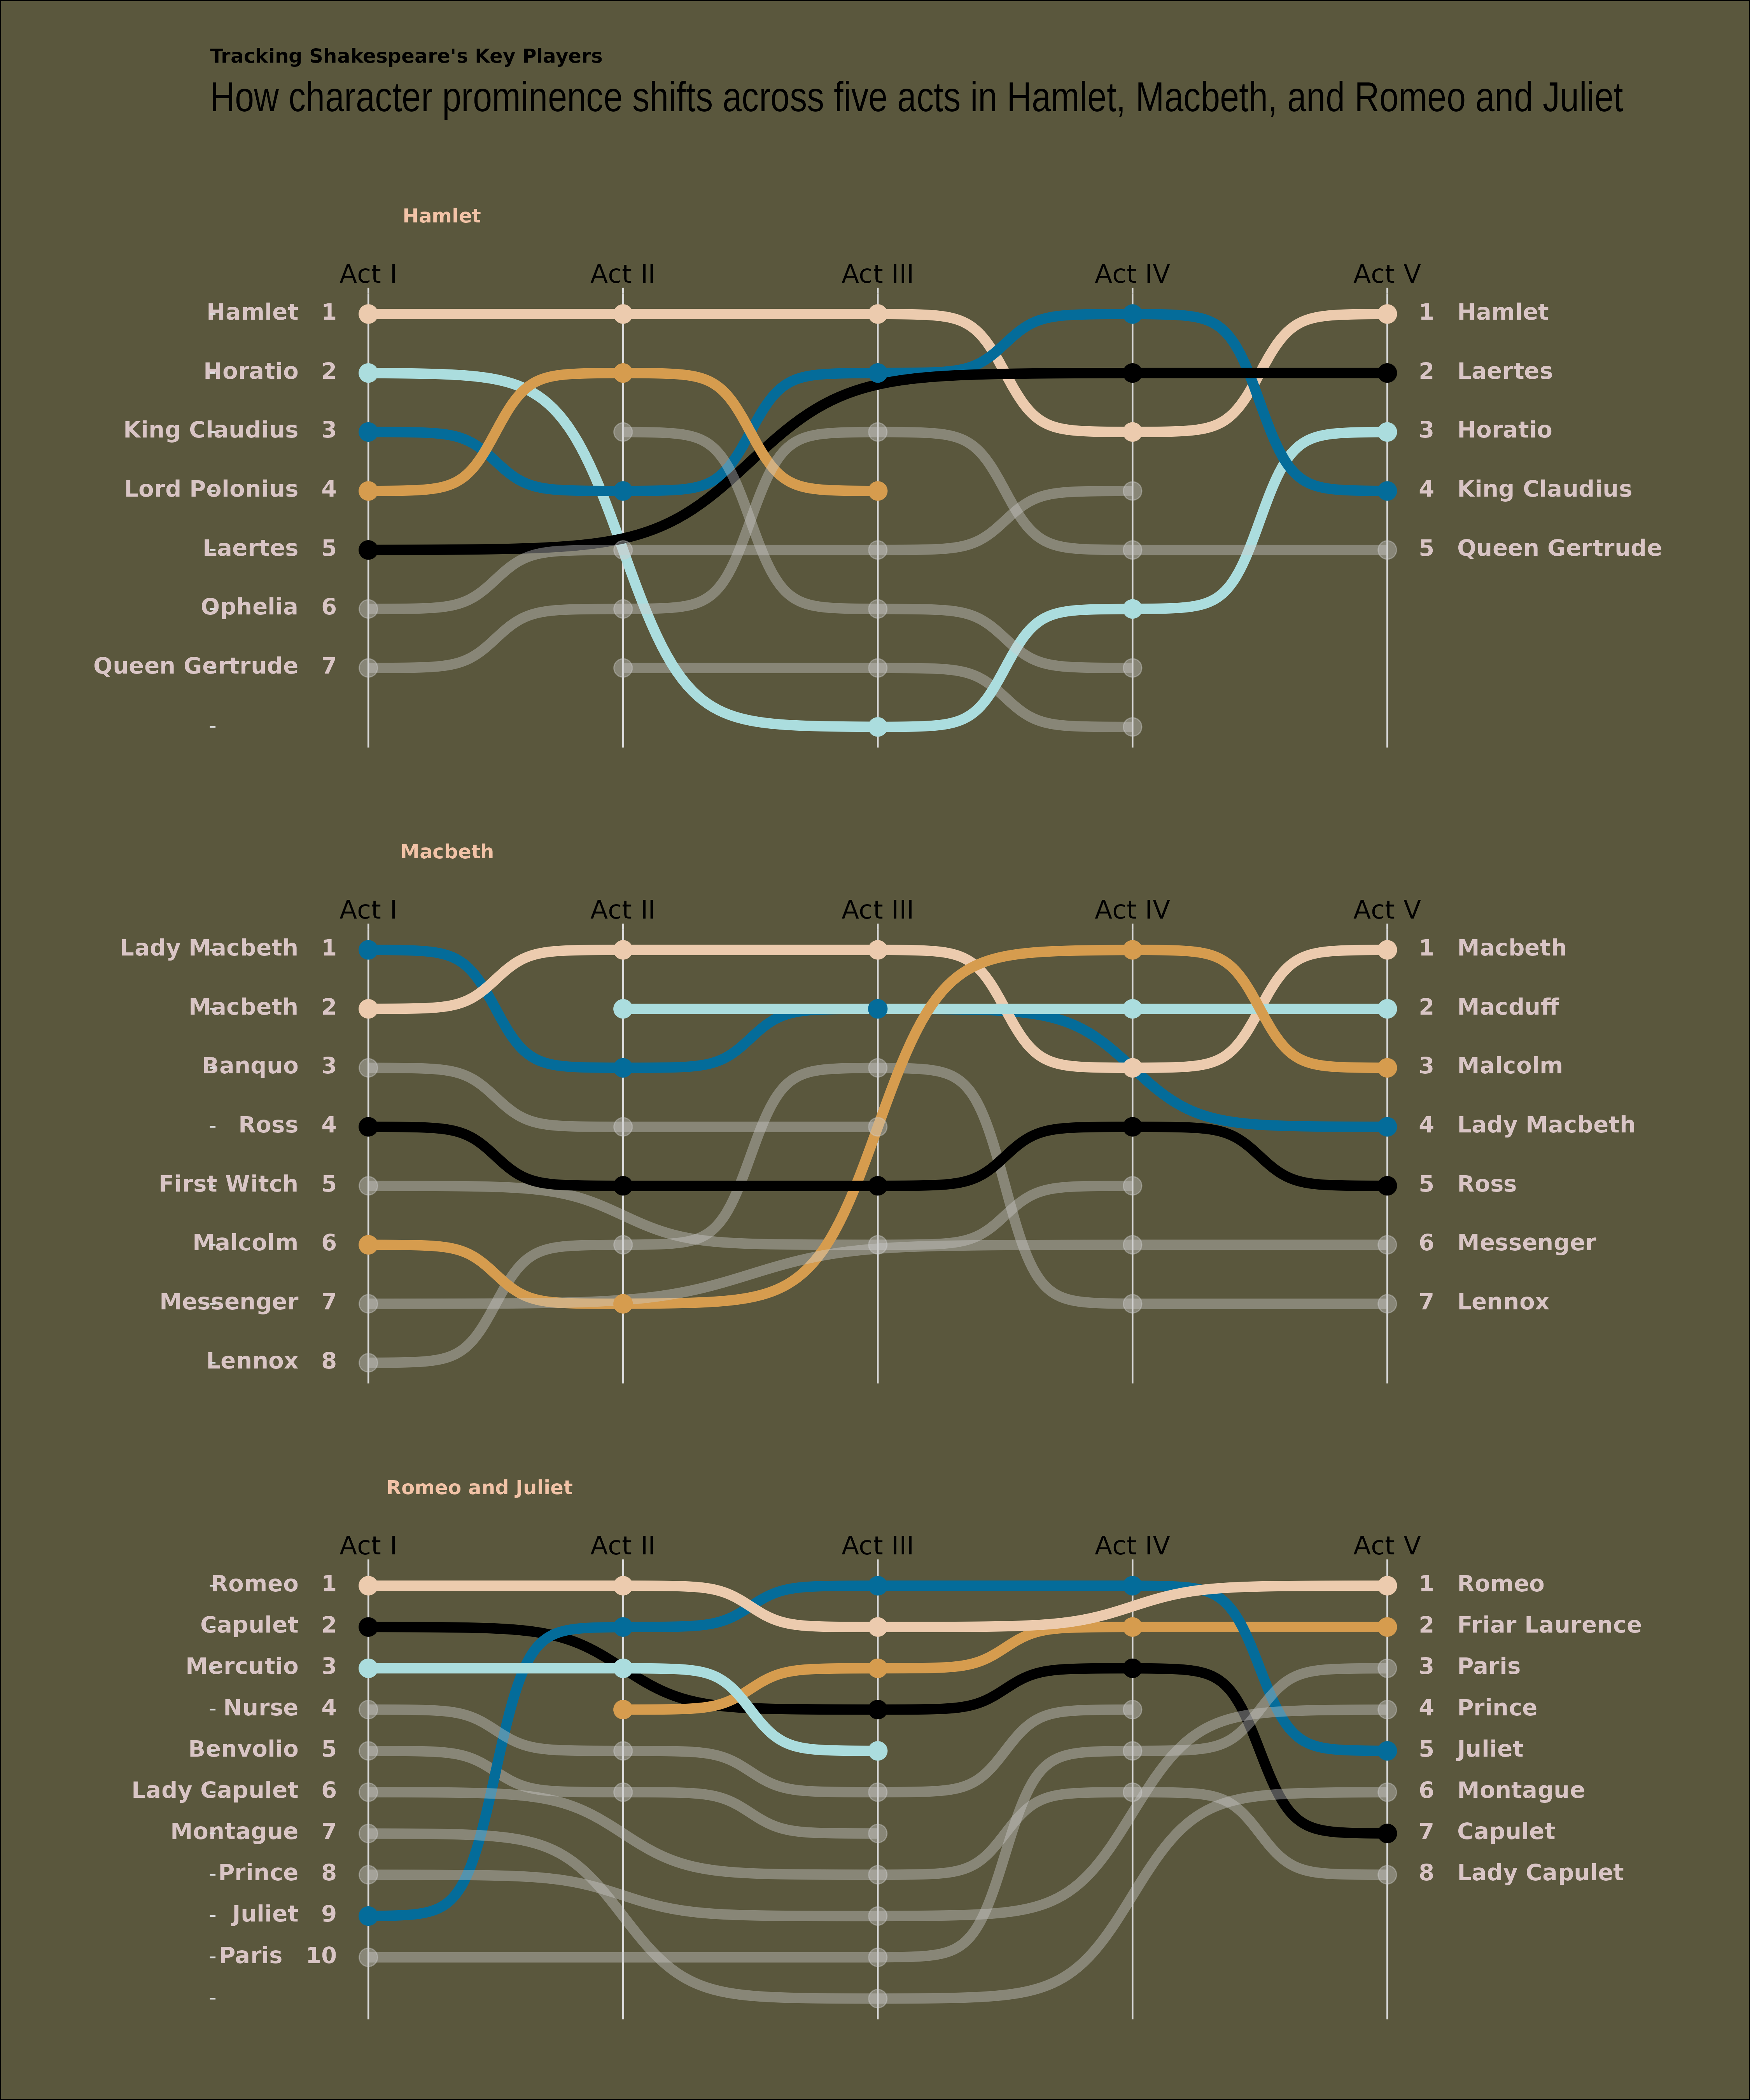 Tracking Shakespeare's Key Players
How character prominence shifts across five acts in Hamlet, Macbeth, and Romeo and Juliet
Hamlet
Act I Act II Act III Act IV Act V
Hamlet 1 1 Hamlet
Horatio 2 2 Laertes
King Claudius 3 3 Horatio
Lord Polonius 4 4 King Claudius
Laertes 5 5 Queen Gertrude
Ophelia 6
Queen Gertrude 7
-
Macbeth
Act I Act II Act III Act IV Act V
Lady Macbeth 1 1 Macbeth
Macbeth 2 2 Macduff
Banquo 3 3 Malcolm
- Ross 4 4 Lady Macbeth
First Witch 5 5 Ross
Malcolm 6 6 Messenger
Messenger 7 7 Lennox
Lennox 8
Romeo and Juliet
Act I Act II Act III Act IV Act V
Romeo 1 1 Romeo
Capulet 2 2 Friar Laurence
Mercutio 3 3 Paris
- Nurse 4 4 Prince
Benvolio 5 5 Juliet
Lady Capulet 6 6 Montague
Montague 7 7 Capulet
- Prince 8 8 Lady Capulet
- Juliet 9
- Paris 10
-